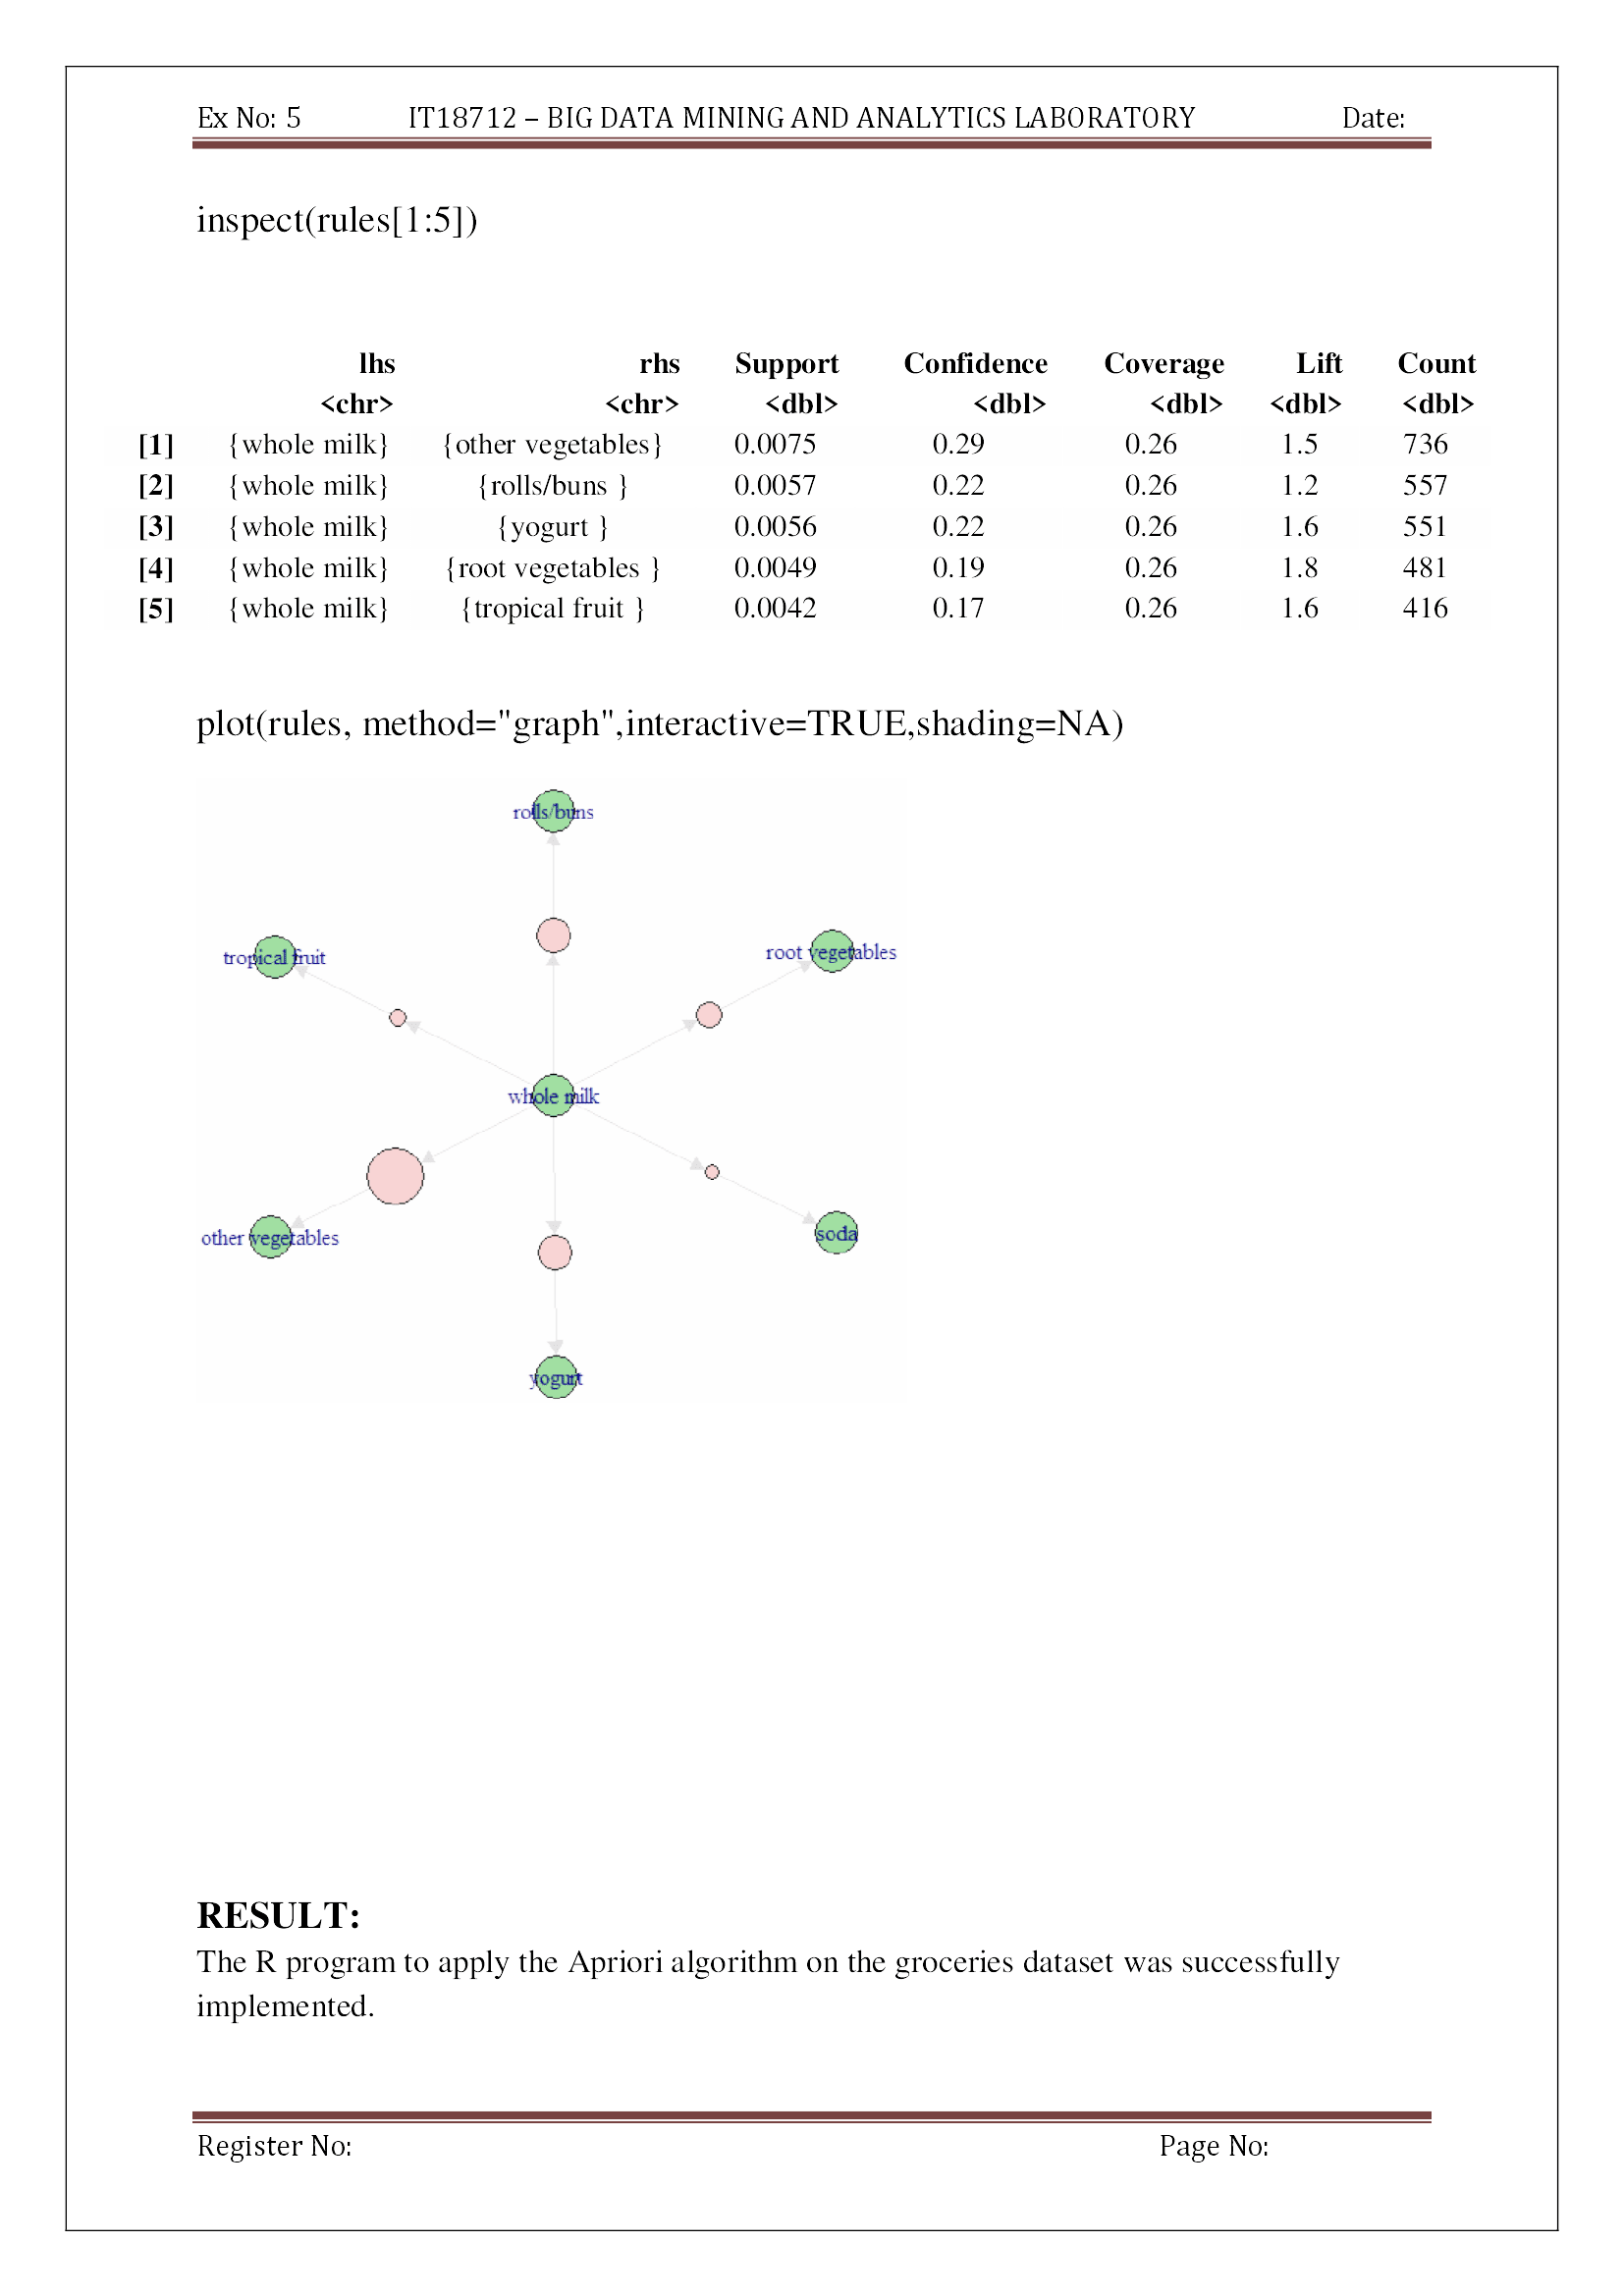 Ex No: 5 IT18712 – BIG DATA MINING AND ANALYTICS LABORATORY Date:
inspect(rules[1:5])
lhs rhs Support Confidence Coverage Lift Count
<chr> <chr> <dbl> <dbl> <dbl> <dbl> <dbl>
[1] {whole milk} {other vegetables} 0.0075 0.29 0.26 1.5 736
[2] {whole milk} {rolls/buns } 0.0057 0.22 0.26 1.2 557
[3] {whole milk} {yogurt } 0.0056 0.22 0.26 1.6 551
[4] {whole milk} {root vegetables } 0.0049 0.19 0.26 1.8 481
[5] {whole milk} {tropical fruit } 0.0042 0.17 0.26 1.6 416
plot(rules, method="graph",interactive=TRUE,shading=NA)
rolls/buns
root vegetables
tropical fruit
whole milk
soda
other vegetables
yogurt
RESULT:
The R program to apply the Apriori algorithm on the groceries dataset was successfully
implemented.
Register No: Page No: